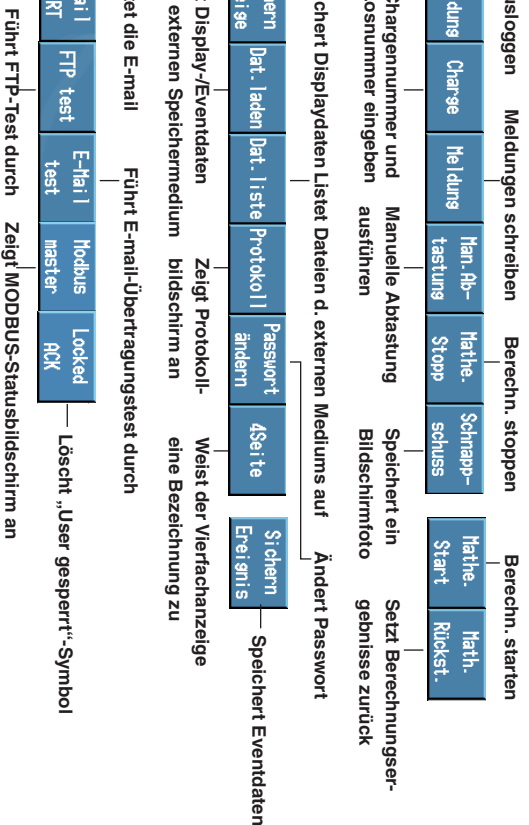 usloggen Meldungen schreiben Berechn. stoppen Berechn. starten
dung Charge Meldung Man.Ab-
tastung Mathe.
Stopp Schnapp-
schuss Mathe.
Start Math.
Rückst.
chargennummer und
osnummer eingeben
Manuelle Abtastung
ausführen
Speichert ein
Bildschirmfoto
Setzt Berechnungser-
gebnisse zurück
chert Displaydaten Listet Dateien d. externen Mediums auf Ändert Passwort
hern
eige Dat.laden Dat.liste Protokoll Passwort
ändern 4Seite Sichern
Ereignis Speichert Eventdaten
: Display-/Eventdaten
externen Speichermedium
Zeigt Protokoll-
bildschirm an
Weist der Vierfachanzeige
eine Bezeichnung zu
et die E-mail Führt E-mail-Übertragungstest durch
ail
RT FTP test E-Mail
test Modbus
master Locked
ACK Löscht „User gesperrt“-Symbol
Führt FTP-Test durch Zeigt MODBUS-Statusbildschirm an